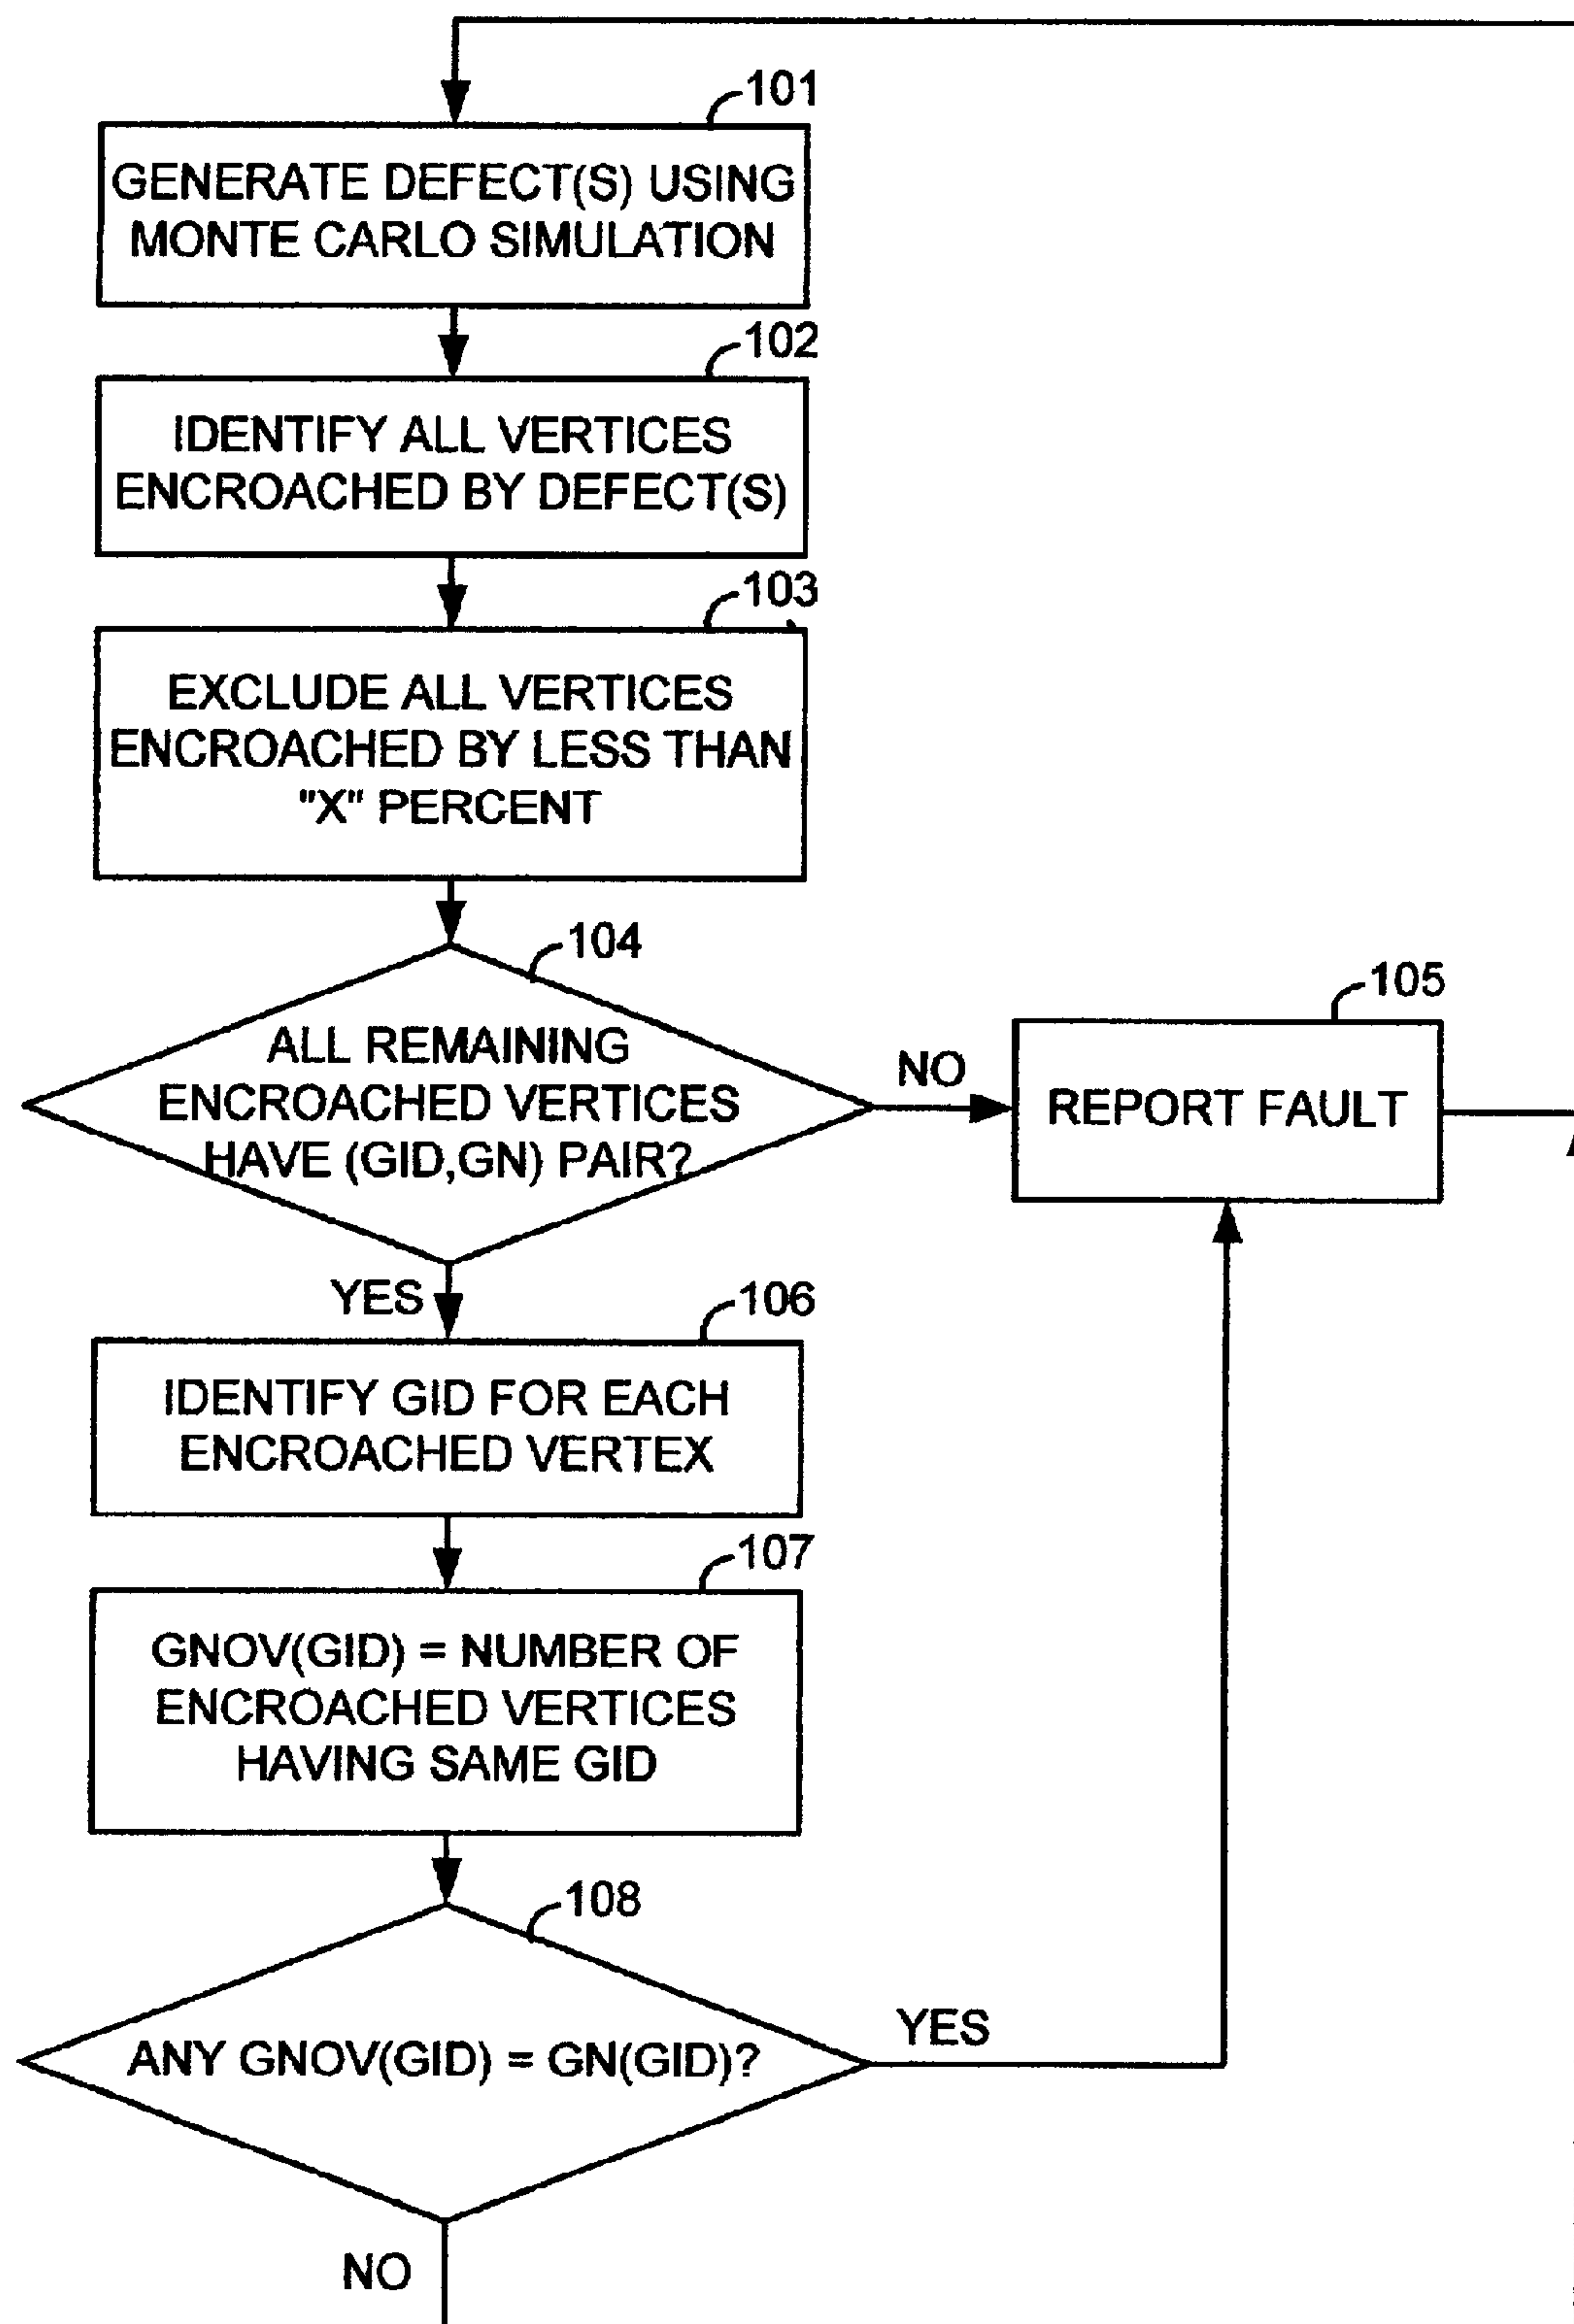 101
GENERATE DEFECT(S) USING
MONTE CARLO SIMULATION
102
IDENTIFY ALL VERTICES
ENCROACHED BY DEFECT(S)
103
EXCLUDE ALL VERTICES
ENCROACHED BY LESS THAN
"X" PERCENT
104
ALL REMAINING
ENCROACHED VERTICES
HAVE (GID,GN) PAIR?
NO
105
REPORT FAULT
YES
106
IDENTIFY GID FOR EACH
ENCROACHED VERTEX
107
GNOV(GID) = NUMBER OF
ENCROACHED VERTICES
HAVING SAME GID
108
ANY GNOV(GID) = GN(GID)?
YES
NO